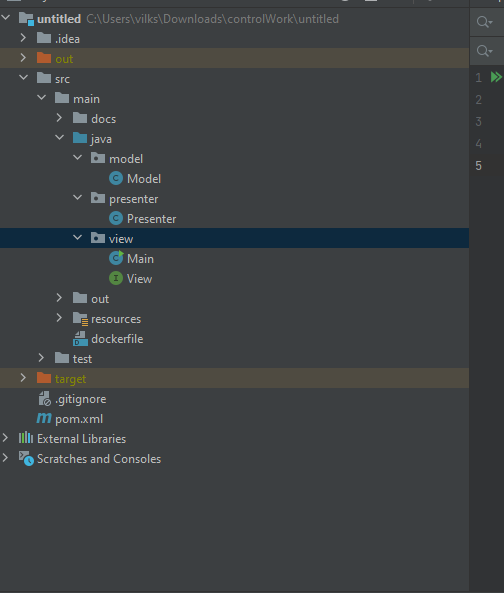 untitled C:\Users\vilks\Downloads\controlWork\untitled
.idea
out
src
main
docs
java
model
Model
presenter
Presenter
view
Main
View
out
resources
dockerfile
test
target
.gitignore
pom.xml
External Libraries
Scratches and Consoles
1
2
3
4
5